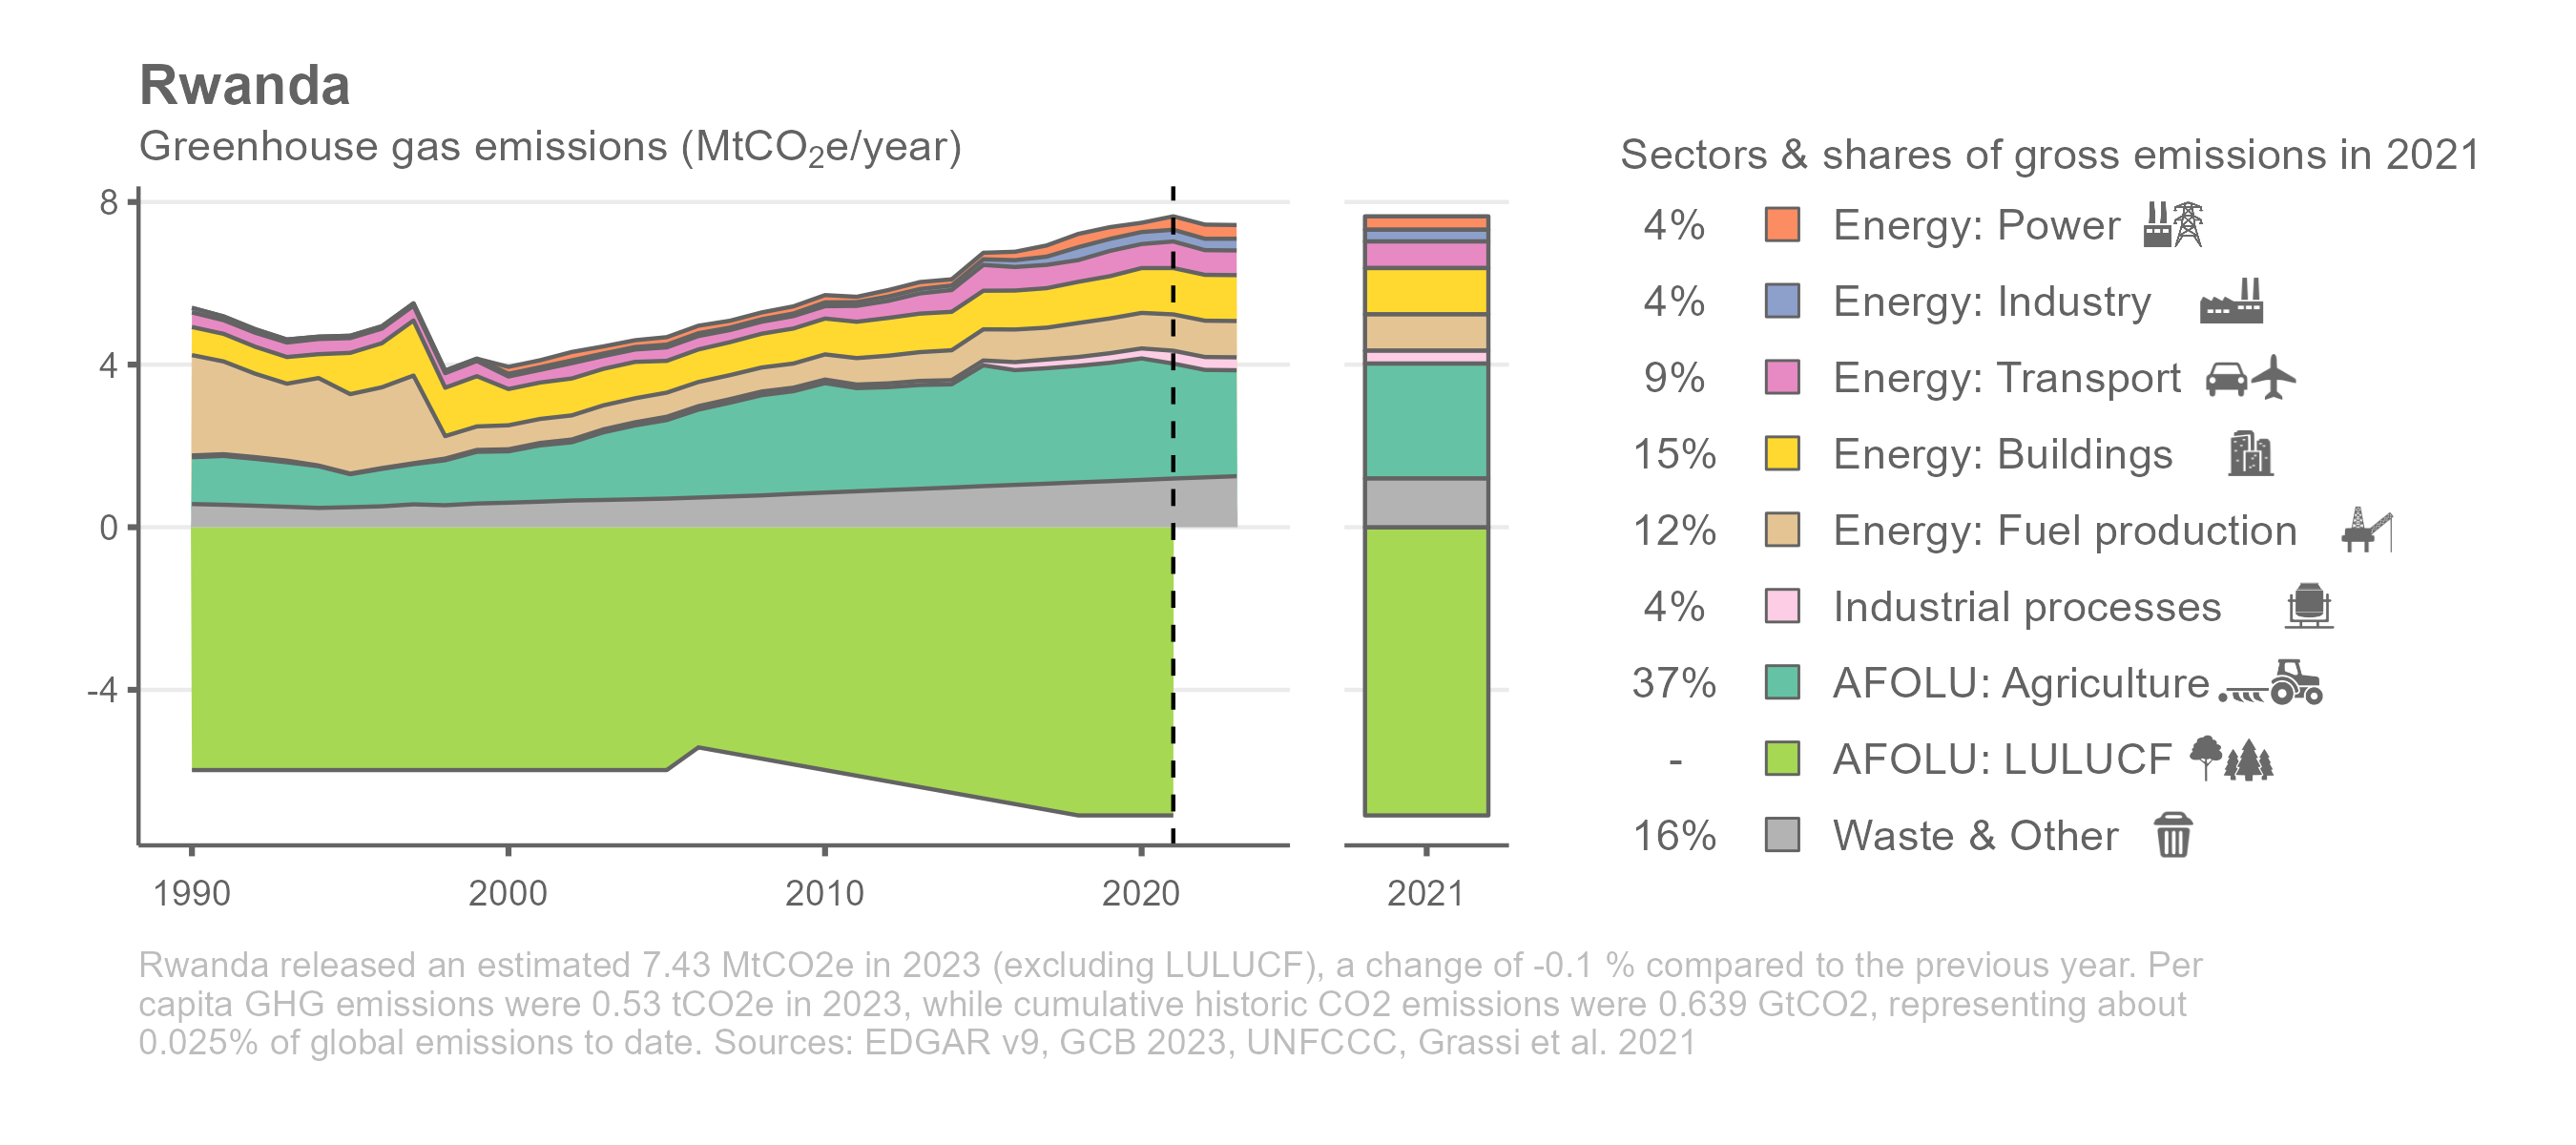 Rwanda
Greenhouse gas emissions (MtCO₂e/year)
8
4
0
-4
1990 2000 2010 2020
2021
Sectors & shares of gross emissions in 2021
4% Energy: Power
4% Energy: Industry
9% Energy: Transport
15% Energy: Buildings
12% Energy: Fuel production
4% Industrial processes
37% AFOLU: Agriculture
- AFOLU: LULUCF
16% Waste & Other
Rwanda released an estimated 7.43 MtCO2e in 2023 (excluding LULUCF), a change of -0.1 % compared to the previous year. Per
capita GHG emissions were 0.53 tCO2e in 2023, while cumulative historic CO2 emissions were 0.639 GtCO2, representing about
0.025% of global emissions to date. Sources: EDGAR v9, GCB 2023, UNFCCC, Grassi et al. 2021